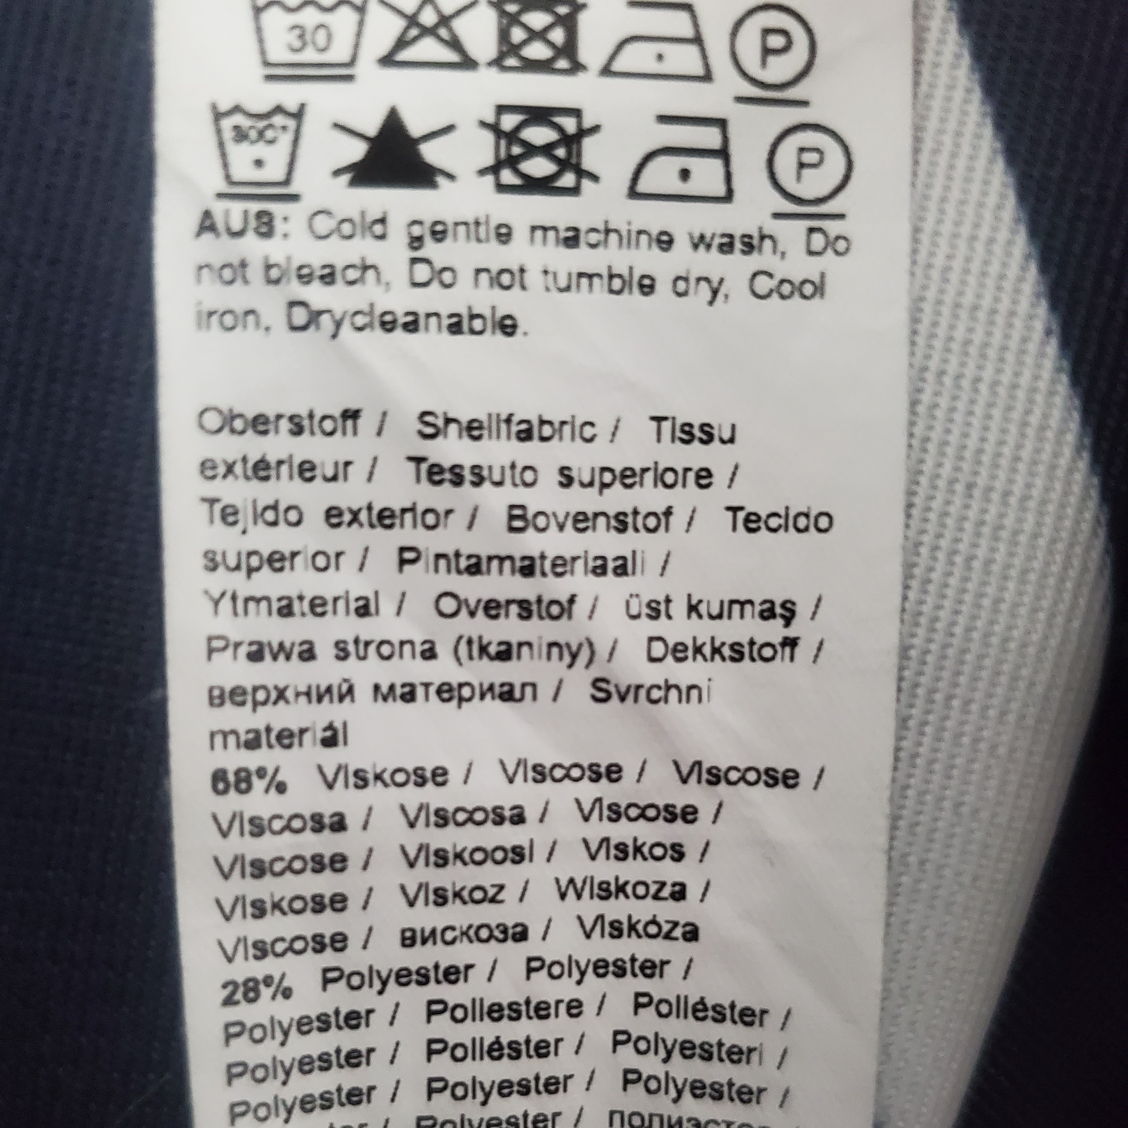 30
P
30C°
P
AUS: Cold gentle machine wash, Do
not bleach, Do not tumble dry, Cool
iron, Drycleanable.
Oberstoff / Shellfabric / Tissu
extérieur / Tessuto superiore /
Tejido exterior / Bovenstof / Tecido
superior / Pintamateriaali /
Ytmaterial / Overstof / üst kumaş /
Prawa strona (tkaniny) / Dekkstoff /
верхний материал / Svrchni
materiál
68% Viskose / Viscose / Viscose /
Viscosa / Viscosa / Viscose /
Viscose / Viskoosi / Viskos /
Viskose / Viskoz / Wiskoza /
Viscose / вискоза / Viskóza
28% Polyester / Polyester /
Polyester / Poliestere / Poliéster /
Polyester / Poliéster / Polyesteri /
Polyester / Polyester / Polyester /
/ Polyester /